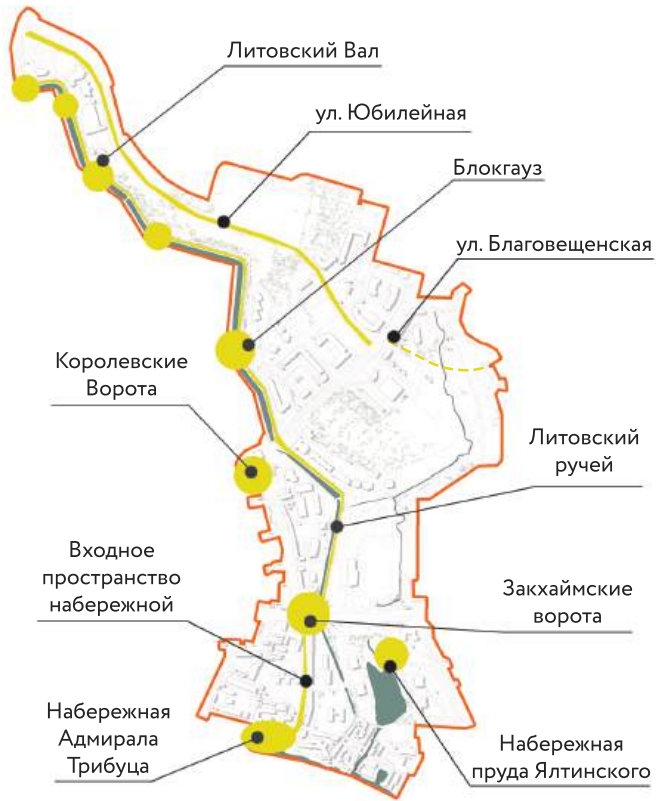 Литовский Вал
ул. Юбилейная
Блокгауз
ул. Благовещенская
Королевские
Ворота
Литовский
ручей
Входное
пространство
набережной
Закхаймские
ворота
Набережная
Адмирала
Трибуца
Набережная
пруда Ялтинского